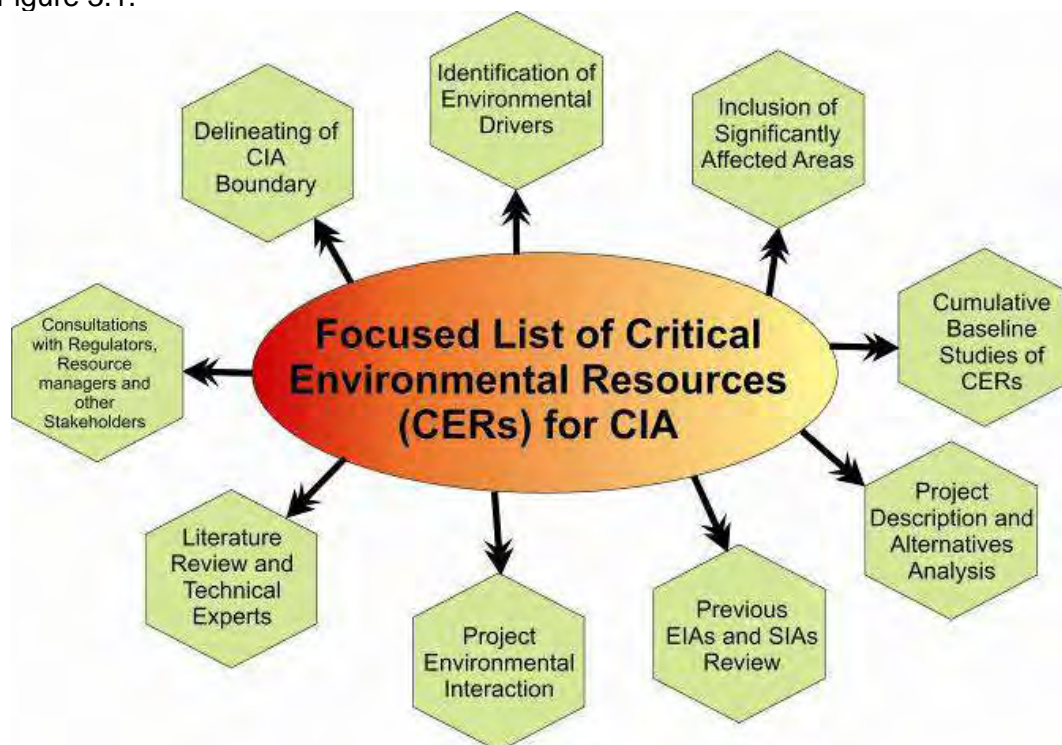 Figure 3.1.
Identification of
Environmental
Drivers
Inclusion of
Significantly
Affected Areas
Delineating of
CIA
Boundary
Cumulative
Baseline
Studies of
CERs
Consultations
with Regulators,
Resource
managers and
other
Stakeholders
Focused List of Critical
Environmental Resources
(CERs) for CIA
Project
Description and
Alternatives
Analysis
Literature
Review and
Technical
Experts
Project
Environmental
Interaction
Previous
EIAs and SIAs
Review